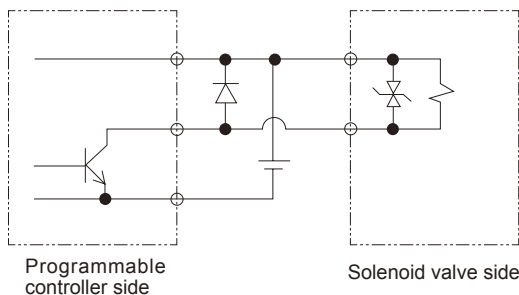 Programmable
controller side
Solenoid valve side